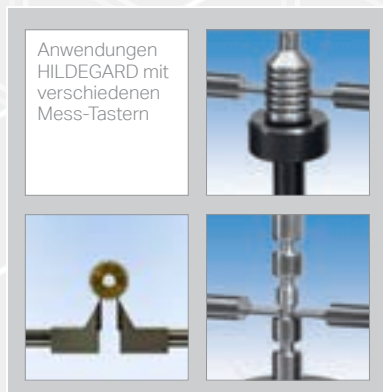 Anwendungen
HILDEGARD mit
verschiedenen
Mess-Tastern